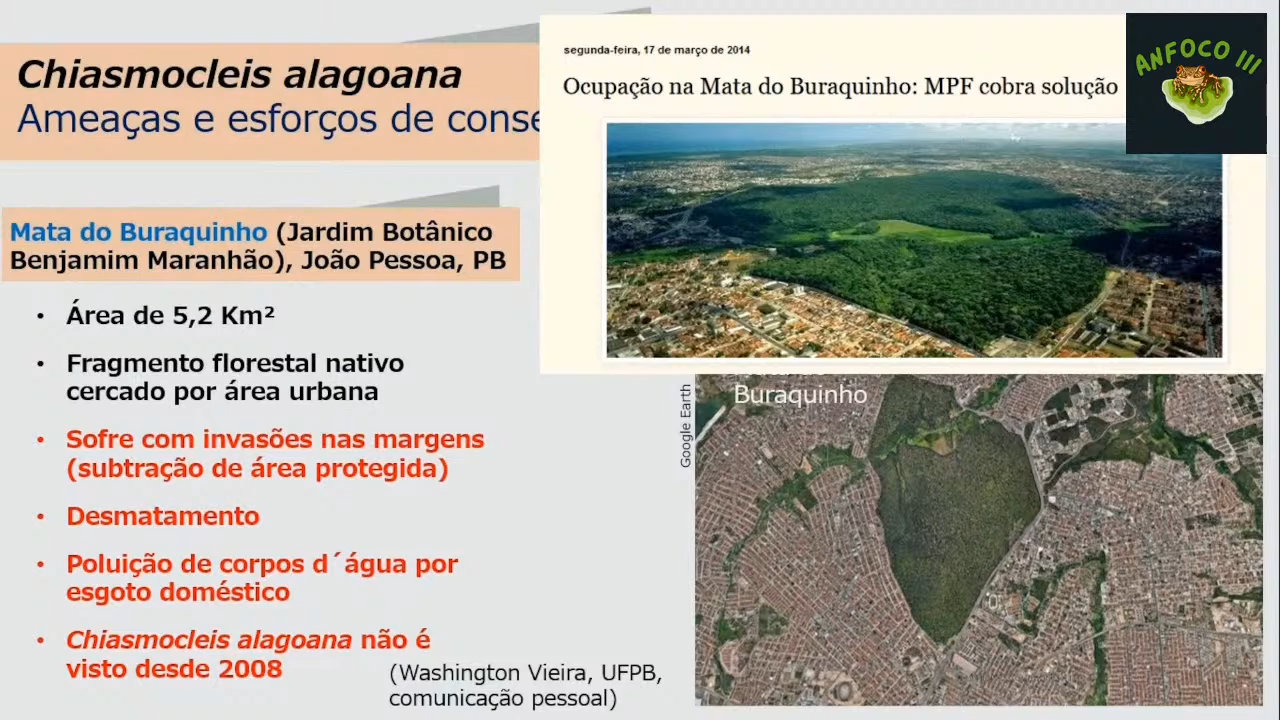 Chiasmocleis alagoana
Ameaças e esforços de conse
segunda-feira, 17 de março de 2014
Ocupação na Mata do Buraquinho: MPF cobra solução
ANFOCO III
Mata do Buraquinho (Jardim Botânico
Benjamim Maranhão), João Pessoa, PB
• Área de 5,2 Km²
• Fragmento florestal nativo
cercado por área urbana
• Sofre com invasões nas margens
(subtração de área protegida)
• Desmatamento
• Poluição de corpos d´água por
esgoto doméstico
• Chiasmocleis alagoana não é
visto desde 2008
(Washington Vieira, UFPB,
comunicação pessoal)
Google Earth
Buraquinho